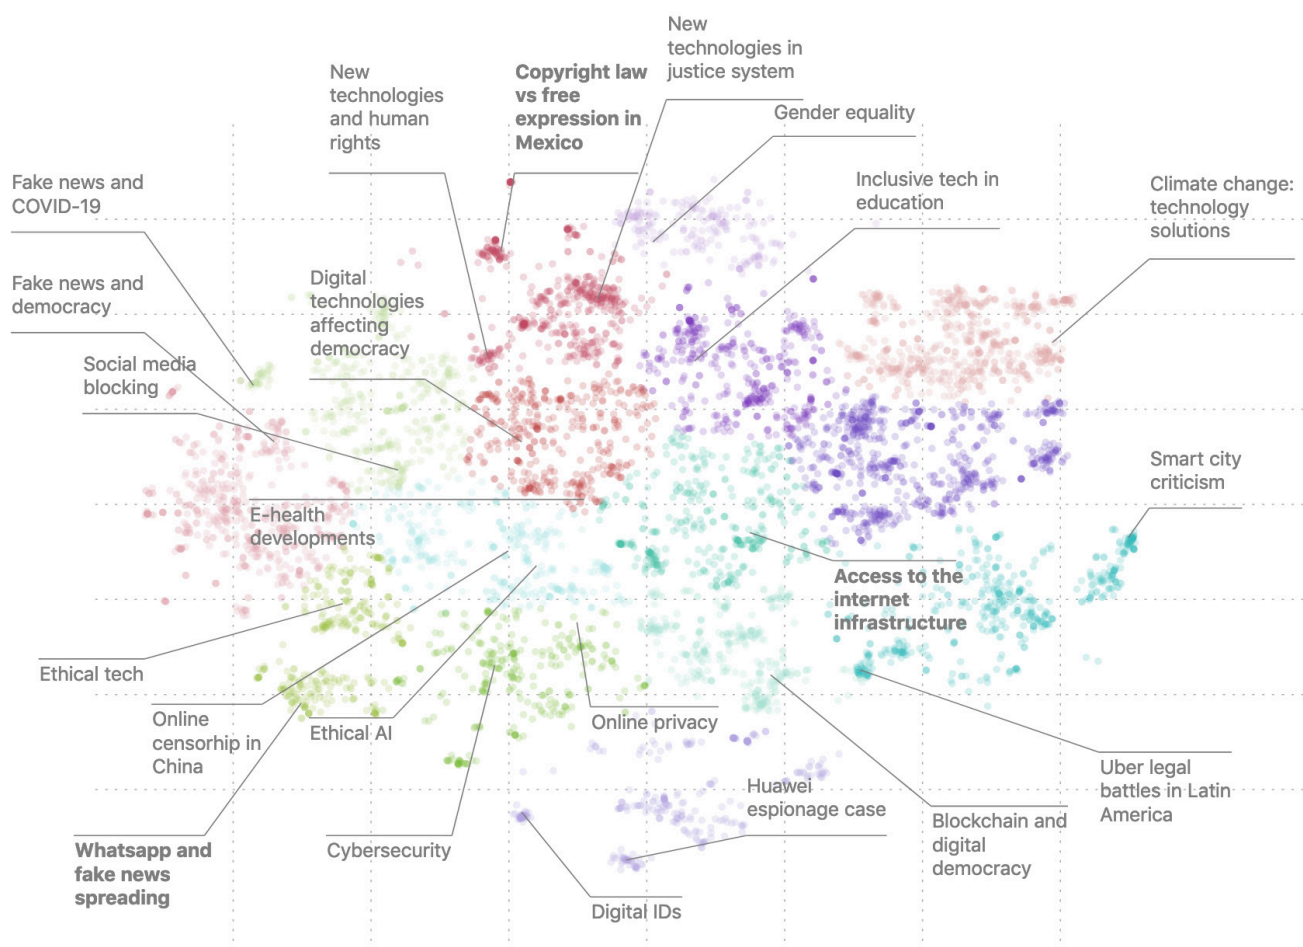 New
technologies in
justice system
New
technologies
and human
rights
Copyright law
vs free
expression in
Mexico
Gender equality
Fake news and
COVID-19
Inclusive tech in
education
Climate change:
technology
solutions
Fake news and
democracy
Digital
technologies
affecting
democracy
Social media
blocking
Smart city
criticism
E-health
developments
Access to the
internet
infrastructure
Ethical tech
Online
censorhip in
China
Ethical AI
Online privacy
Uber legal
battles in Latin
America
Huawei
espionage case
Blockchain and
digital
democracy
Whatsapp and
fake news
spreading
Cybersecurity
Digital IDs